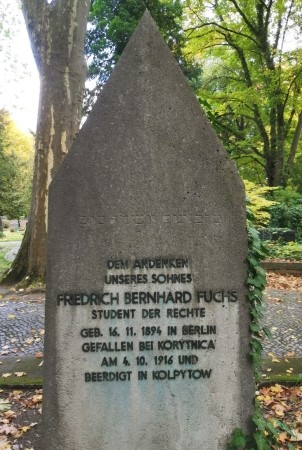 DEM ANDENKEN
UNSERES SOHNES
FRIEDRICH BERNHARD FUCHS
STUDENT DER RECHTE
GEB. 16. 11. 1894 IN BERLIN
GEFALLEN BEI KORYTNICA
AM 4. 10. 1916 UND
BEERDIGT IN KOLPYTOW